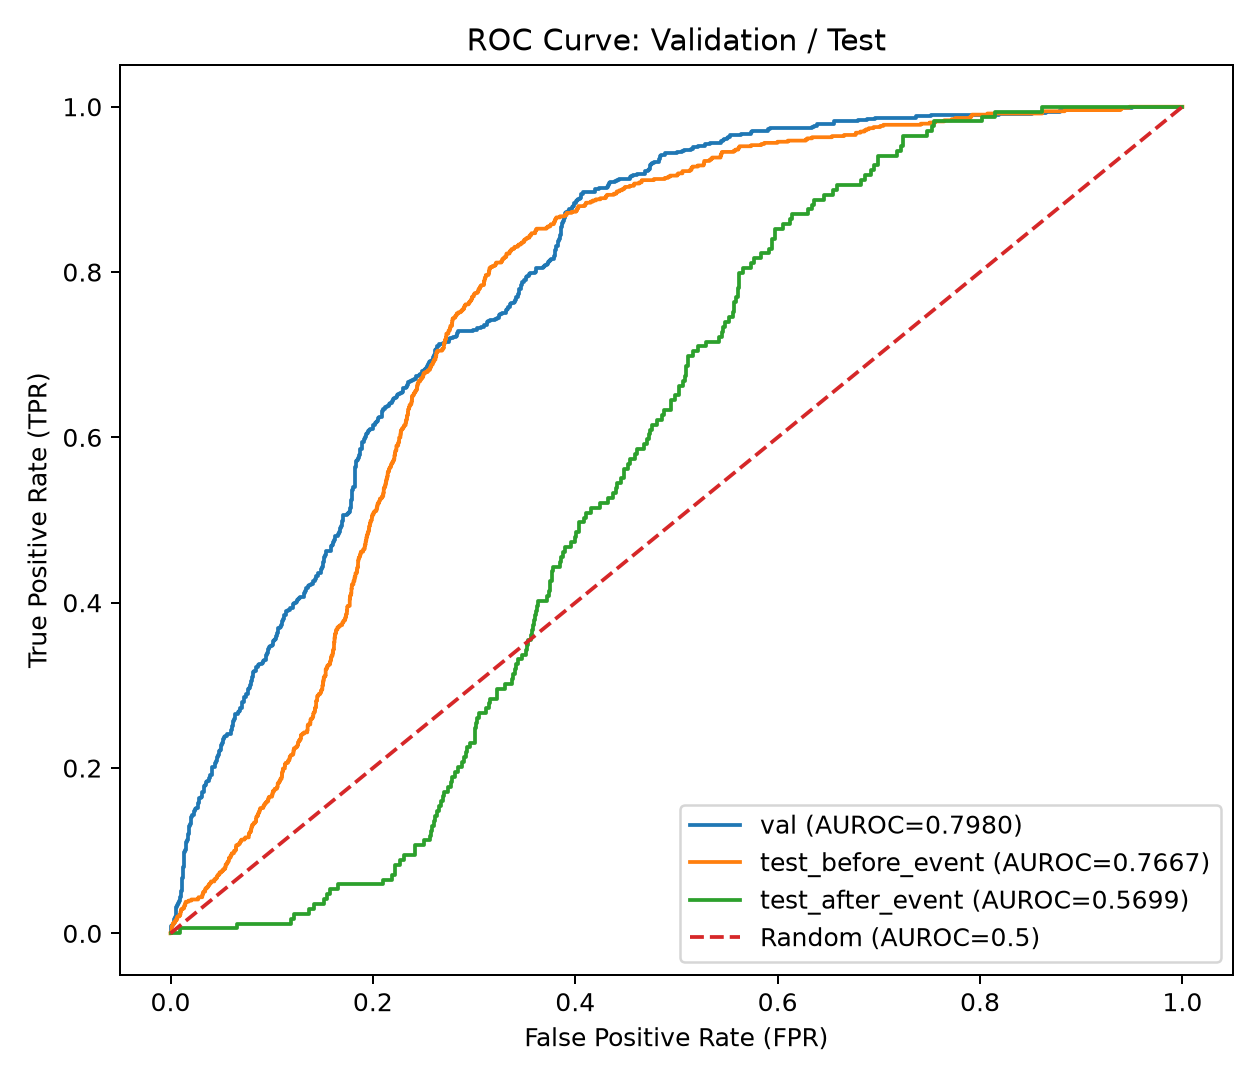 ROC Curve: Validation / Test
True Positive Rate (TPR)
1.0
0.8
0.6
0.4
0.2
0.0
val (AUROC=0.7980)
test_before_event (AUROC=0.7667)
test_after_event (AUROC=0.5699)
Random (AUROC=0.5)
0.0 0.2 0.4 0.6 0.8 1.0
False Positive Rate (FPR)